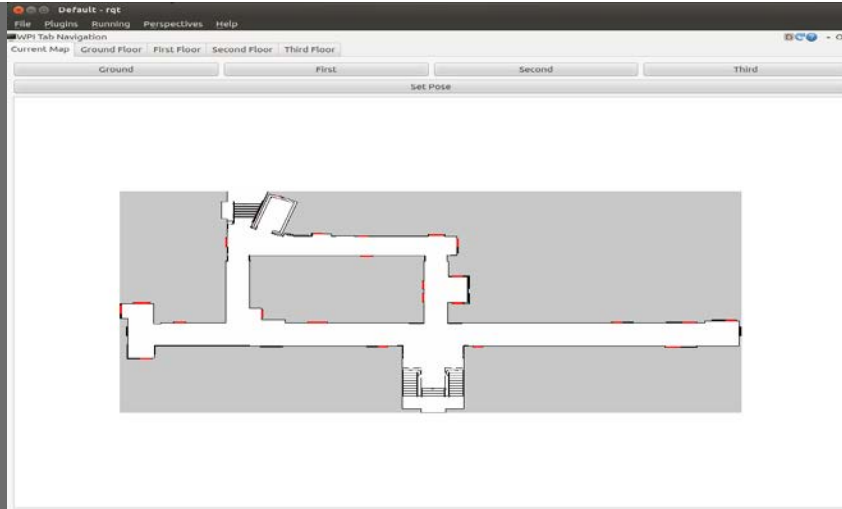 Default - rqt
File Plugins Running Perspectives Help
WPI Tab Navigation
Current Map Ground Floor First Floor Second Floor Third Floor
Ground First Second Third
Set Pose